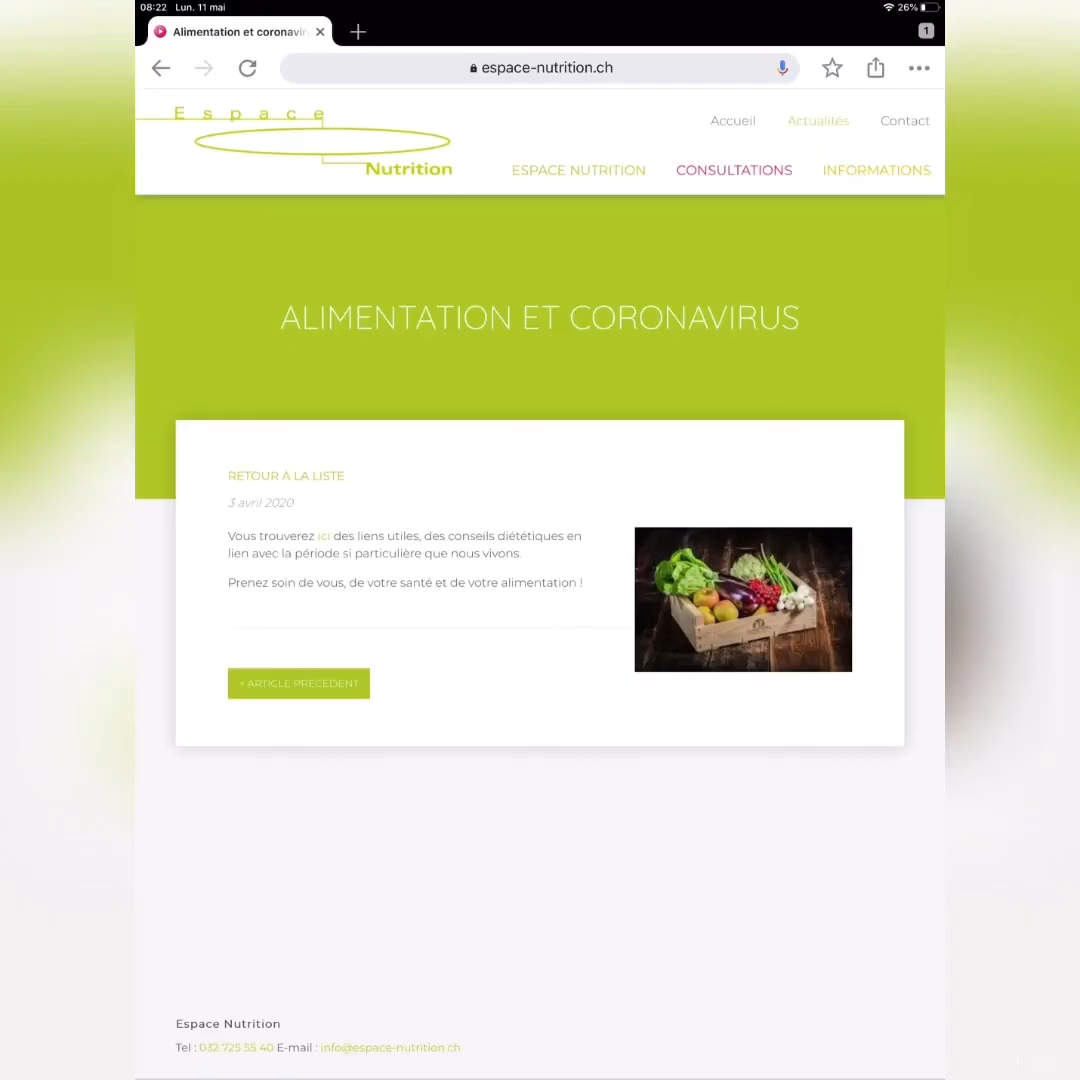 08:22 Lun. 11 mai
26%
Alimentation et coronavir
1
espace-nutrition.ch
Espace
Nutrition
Accueil Actualités Contact
ESPACE NUTRITION CONSULTATIONS INFORMATIONS
ALIMENTATION ET CORONAVIRUS
RETOUR À LA LISTE
3 avril 2020
Vous trouverez ici des liens utiles, des conseils diététiques en
lien avec la période si particulière que nous vivons.
Prenez soin de vous, de votre santé et de votre alimentation !
< ARTICLE PRÉCÉDENT
Espace Nutrition
Tel : 032 725 55 40 E-mail : info@espace-nutrition.ch